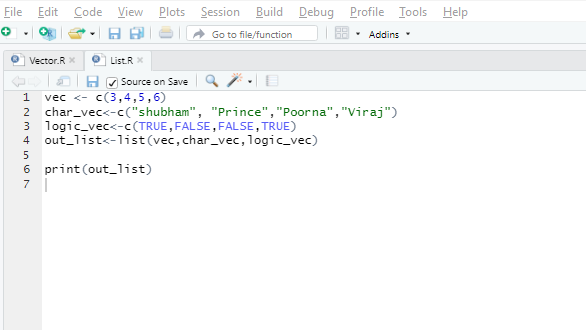 File Edit Code View Plots Session Build Debug Profile Tools Help
Go to file/function Addins
Vector.R List.R
Source on Save
1 vec <- c(3,4,5,6)
2 char_vec<-c("shubham", "Prince","Poorna","Viraj")
3 logic_vec<-c(TRUE,FALSE,FALSE,TRUE)
4 out_list<-list(vec,char_vec,logic_vec)
5
6 print(out_list)
7